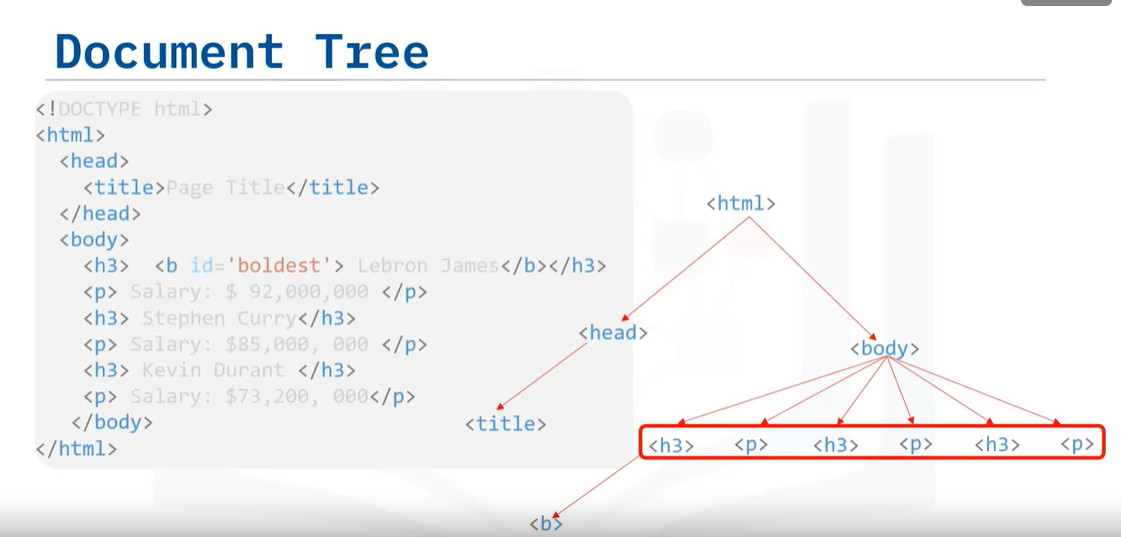 Document Tree
<!DOCTYPE html>
<html>
<head>
<title>Page Title</title>
</head>
<body>
<h3> <b id='boldest'> Lebron James</b></h3>
<p> Salary: $ 92,000,000 </p>
<h3> Stephen Curry</h3>
<p> Salary: $85,000, 000 </p>
<h3> Kevin Durant </h3>
<p> Salary: $73,200, 000</p>
</body>
</html>
<html>
<head>
<body>
<title>
<h3> <p> <h3> <p> <h3> <p>
<b>